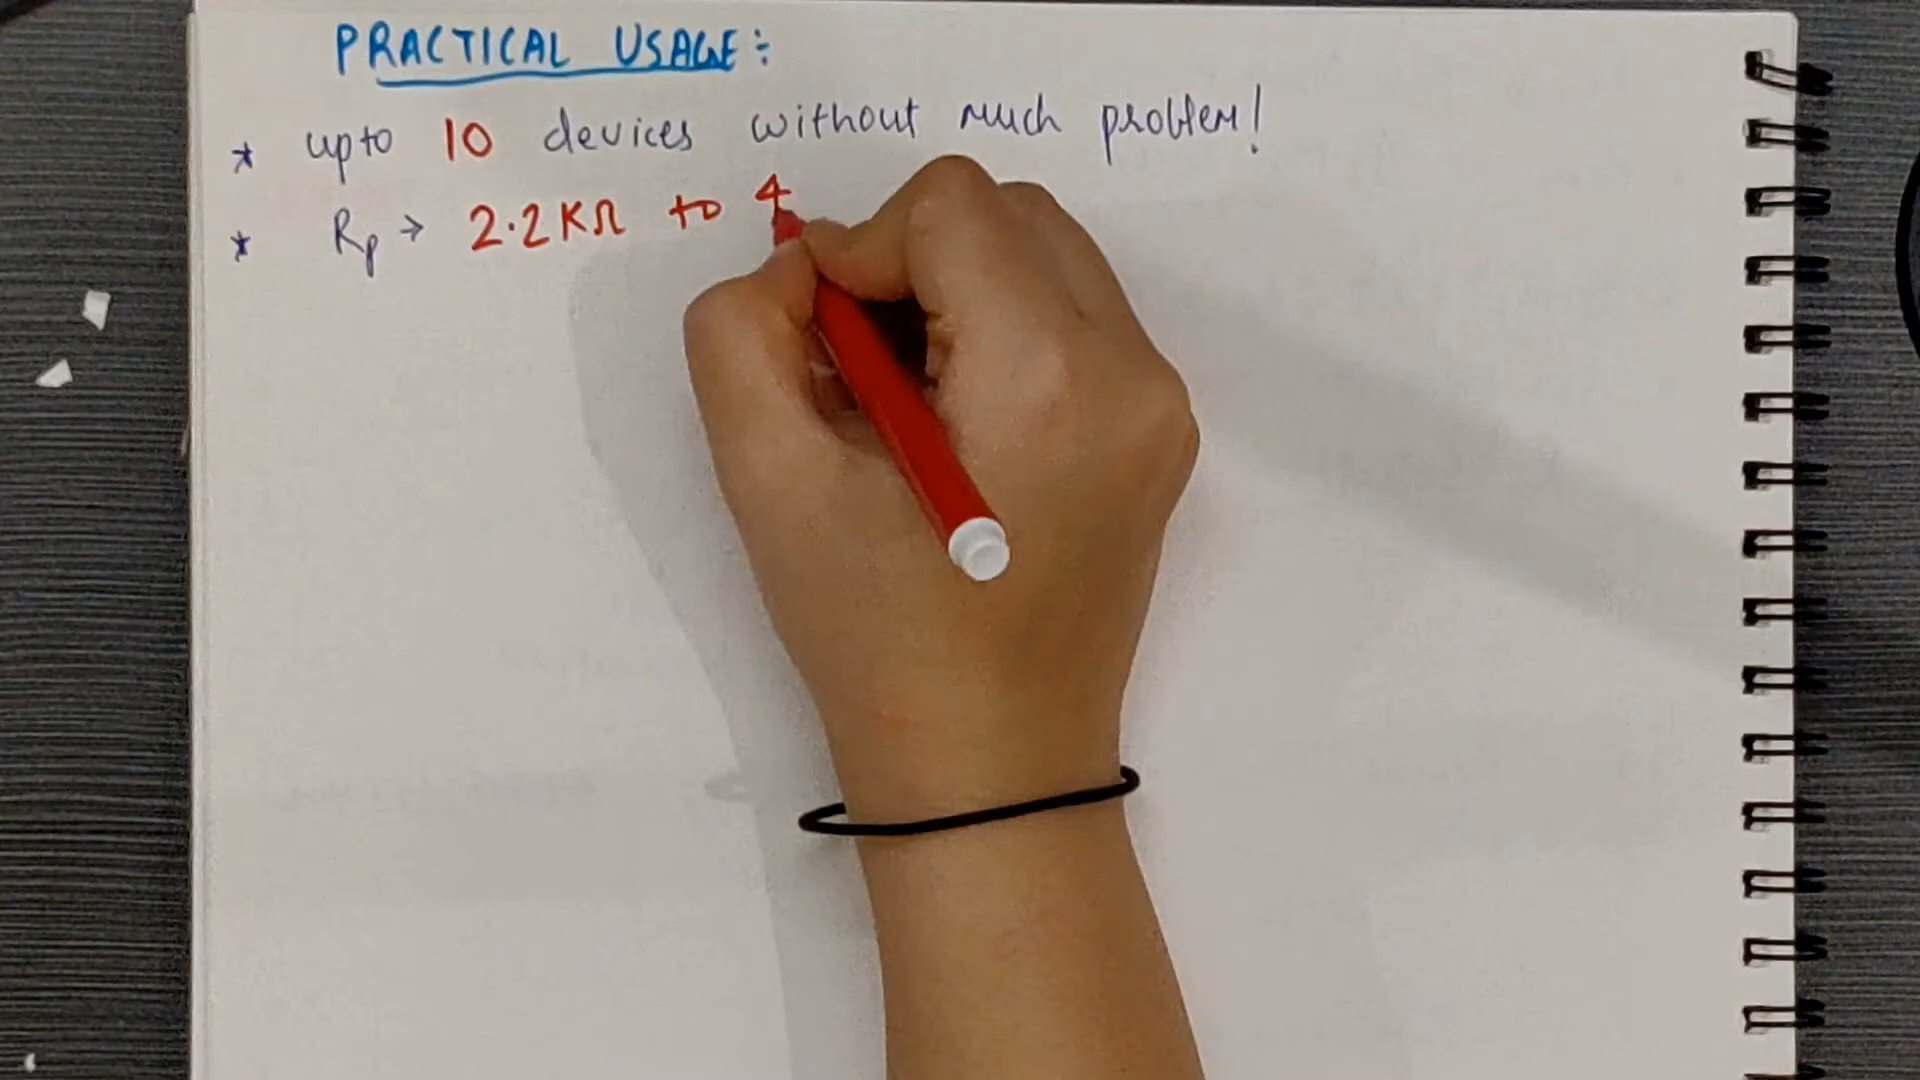 PRACTICAL USAGE:
* upto 10 devices without much problem!
* Rp → 2.2KΩ to 4